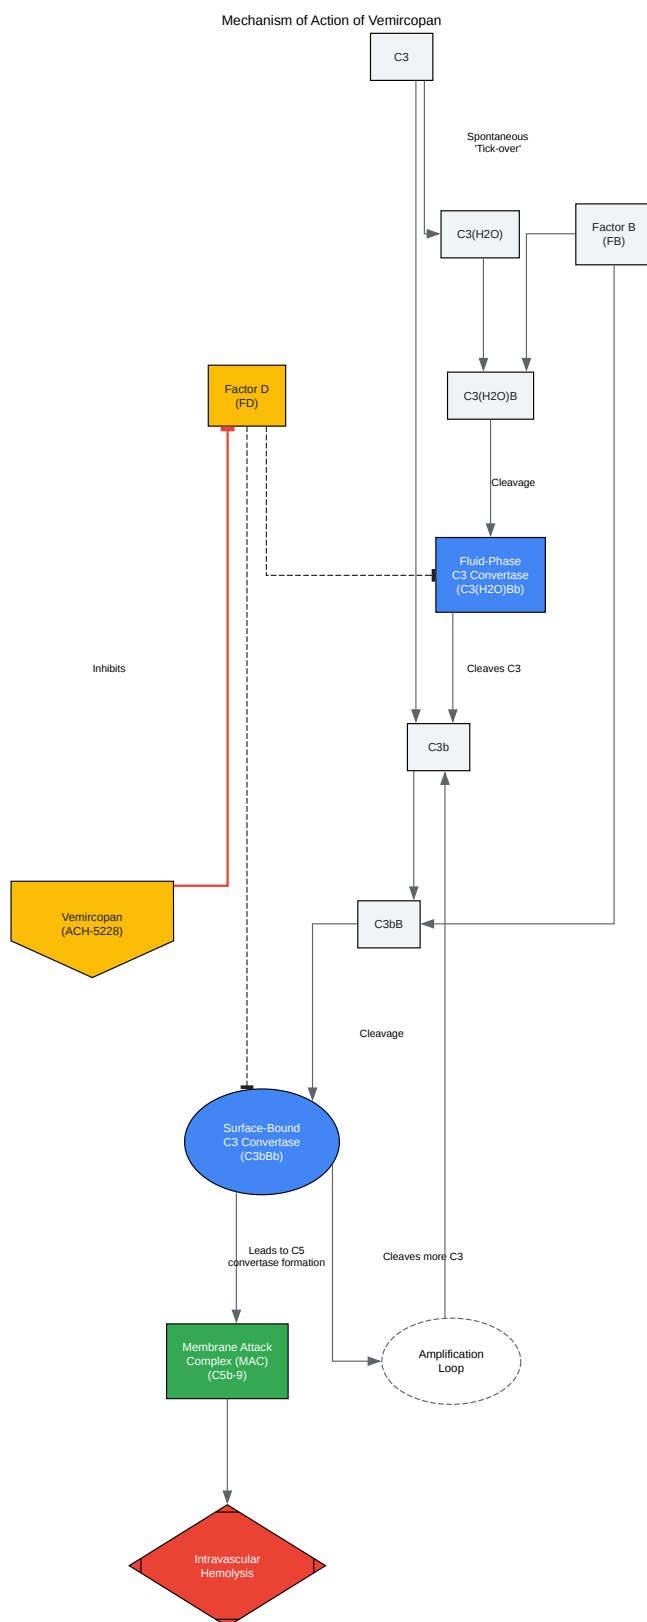 Mechanism of Action of Vemircopan
C3
Spontaneous
'Tick-over'
C3(H2O)
Factor B
(FB)
Factor D
(FD)
C3(H2O)B
Cleavage
Fluid-Phase
C3 Convertase
(C3(H2O)Bb)
Inhibits
Cleaves C3
C3b
Vemircopan
(ACH-5228)
C3bB
Cleavage
Surface-Bound
C3 Convertase
(C3bBb)
Leads to C5
convertase formation
Cleaves more C3
Membrane Attack
Complex (MAC)
(C5b-9)
Amplification
Loop
Intravascular
Hemolysis